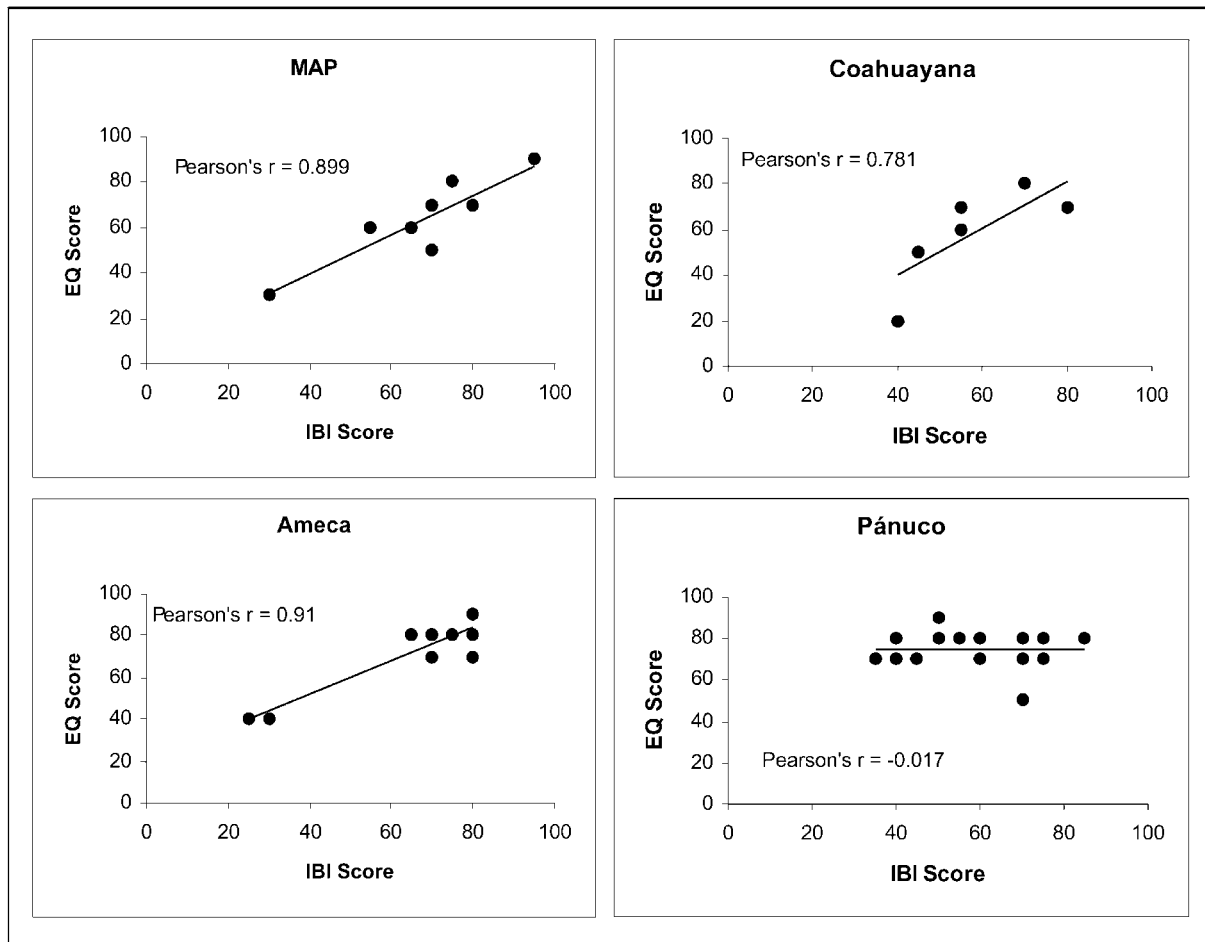 MAP
Pearson's r = 0.899
EQ Score
100
80
60
40
20
0
0 20 40 60 80 100
IBI Score
Coahuayana
Pearson's r = 0.781
EQ Score
100
80
60
40
20
0
0 20 40 60 80 100
IBI Score
Ameca
Pearson's r = 0.91
EQ Score
100
80
60
40
20
0
0 20 40 60 80 100
IBI Score
Pánuco
EQ Score
100
80
60
40
20
0
Pearson's r = -0.017
0 20 40 60 80 100
IBI Score